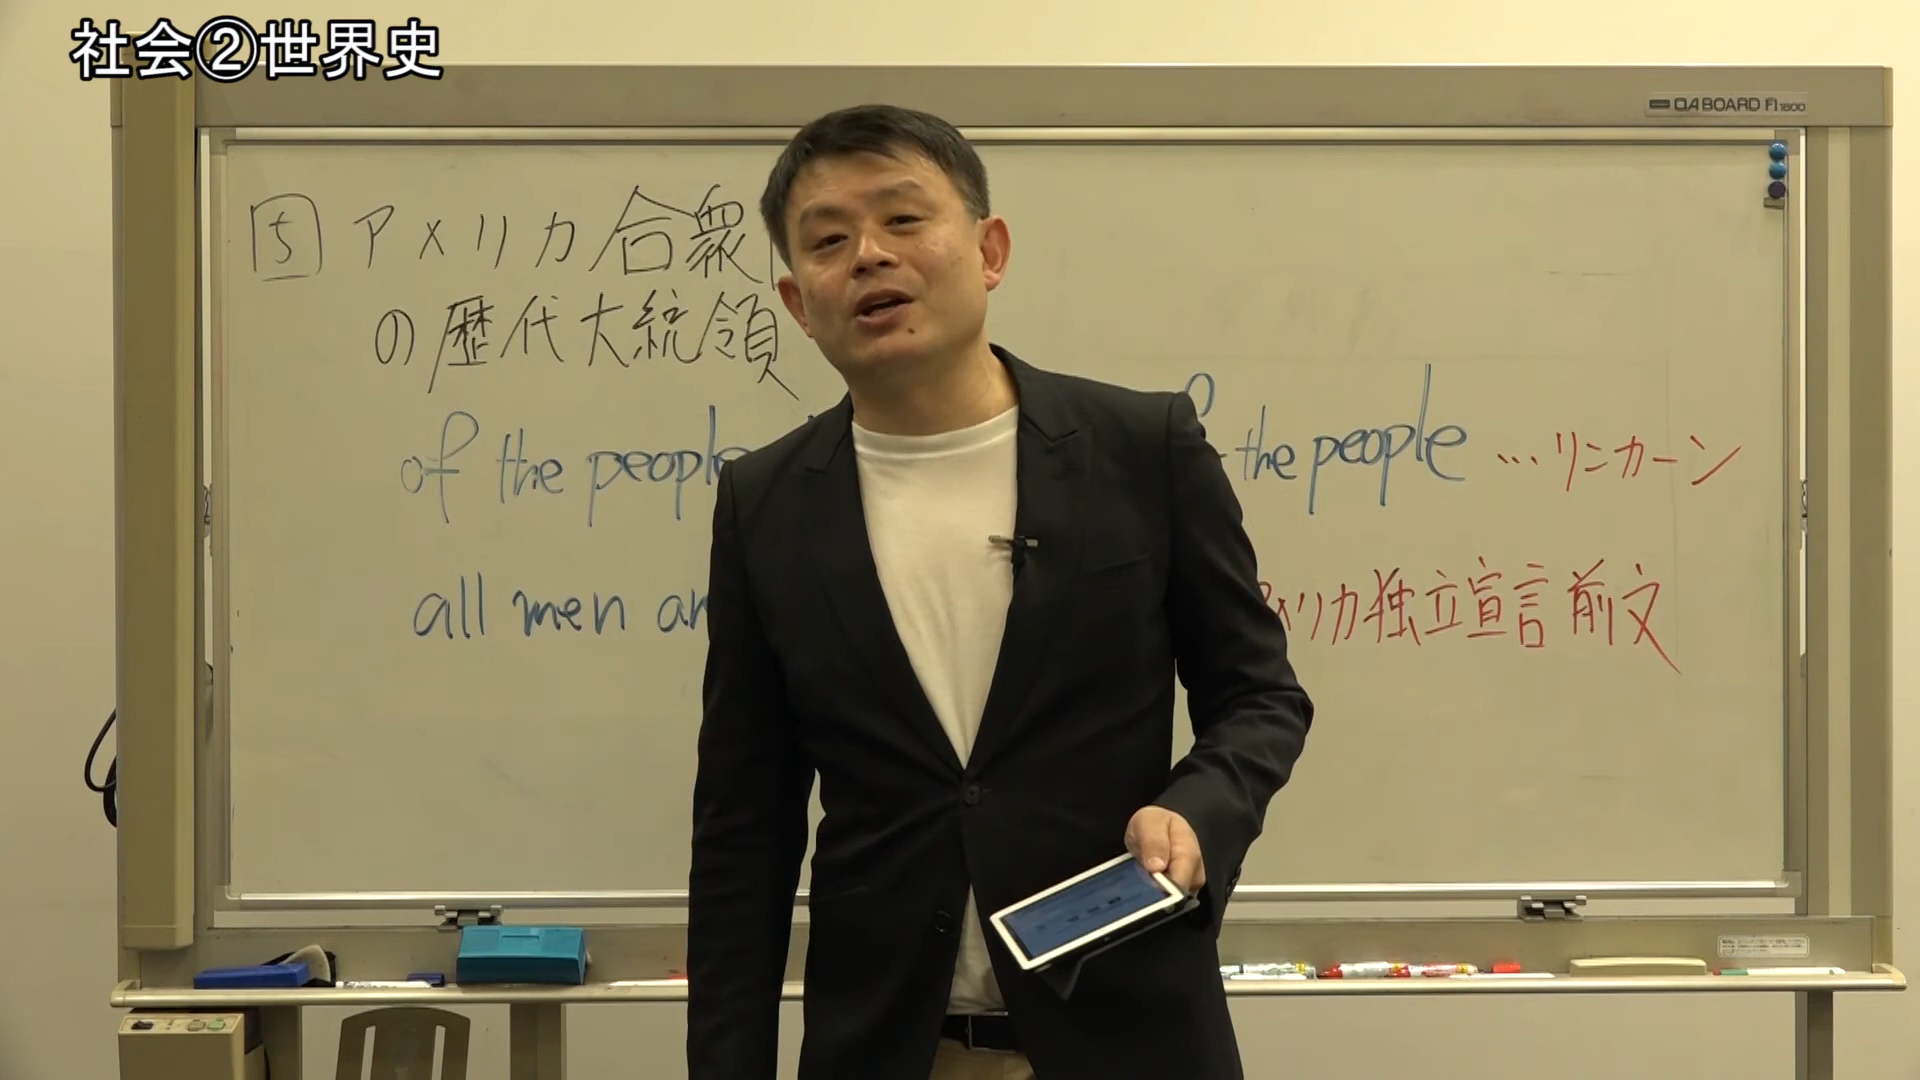 社会②世界史
QA BOARD F1 1800
5 アメリカ合衆
の歴代大統領
of the people the people …リンカーン
all men ar メリカ独立宣言前文